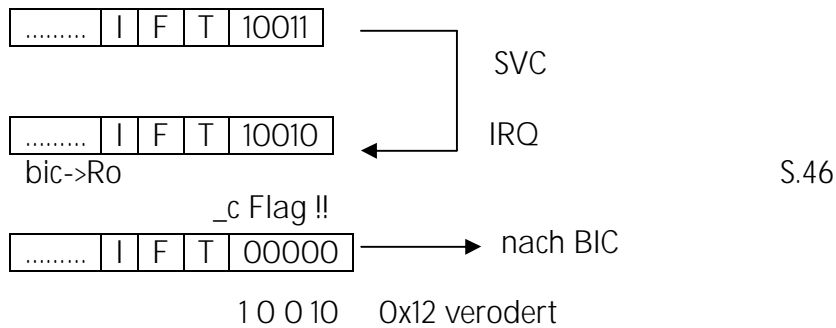 ......... I F T 10011
SVC
......... I F T 10010 IRQ
bic->Ro S.46
_c Flag !!
......... I F T 00000 nach BIC
1 0 0 10 0x12 verodert